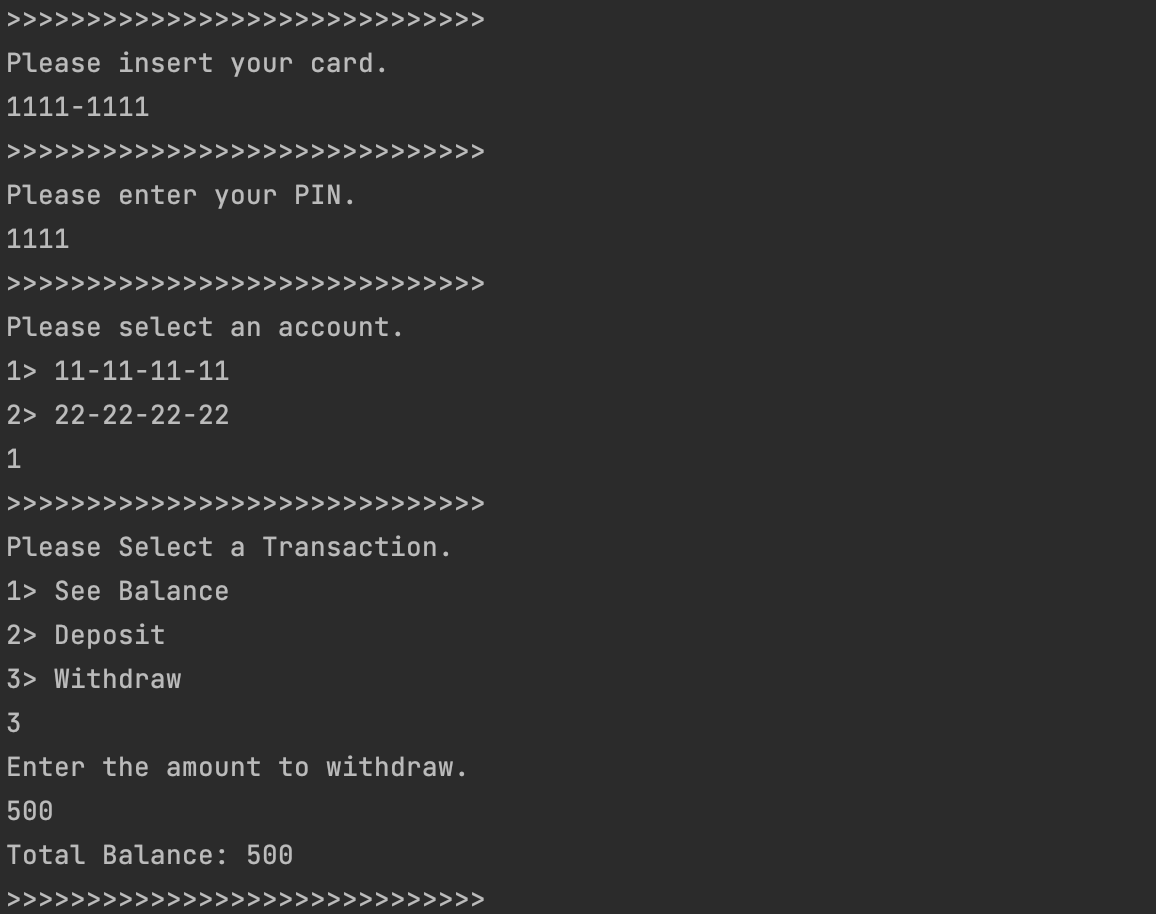 >>>>>>>>>>>>>>>>>>>>>>>>>>>>>>
Please insert your card.
1111-1111
>>>>>>>>>>>>>>>>>>>>>>>>>>>>>>
Please enter your PIN.
1111
>>>>>>>>>>>>>>>>>>>>>>>>>>>>>>
Please select an account.
1> 11-11-11-11
2> 22-22-22-22
1
>>>>>>>>>>>>>>>>>>>>>>>>>>>>>>
Please Select a Transaction.
1> See Balance
2> Deposit
3> Withdraw
3
Enter the amount to withdraw.
500
Total Balance: 500
>>>>>>>>>>>>>>>>>>>>>>>>>>>>>>